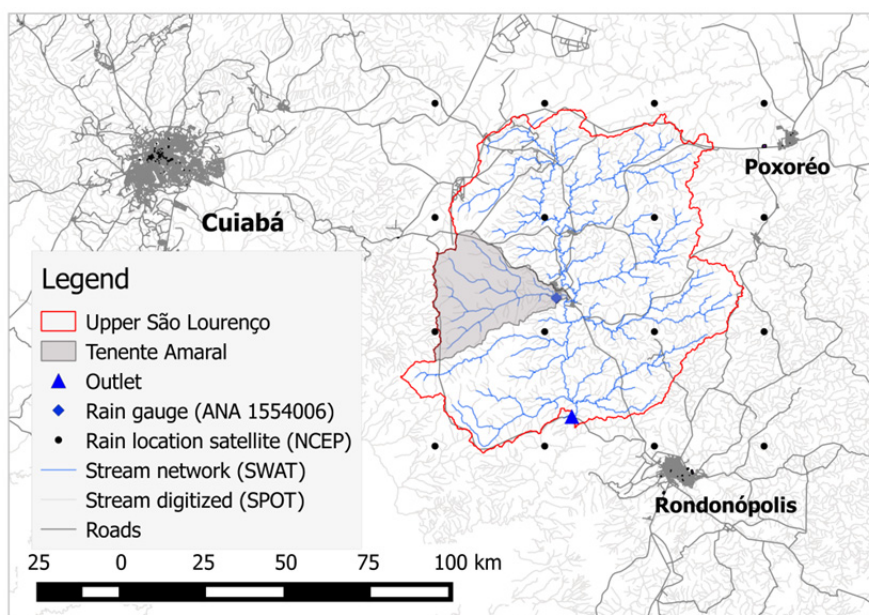 Poxoréo
Cuiabá
Legend
Upper São Lourenço
Tenente Amaral
Outlet
Rain gauge (ANA 1554006)
Rain location satellite (NCEP)
Stream network (SWAT)
Stream digitized (SPOT)
Roads
Rondonópolis
25 0 25 50 75 100 km